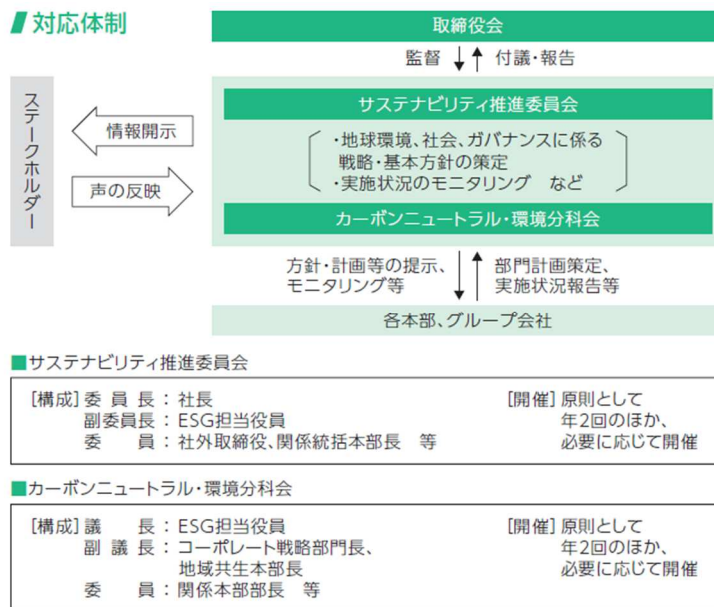 対応体制
取締役会
監督
付議・報告
ステークホルダー
情報開示
声の反映
サステナビリティ推進委員会
・地球環境、社会、ガバナンスに係る
戦略・基本方針の策定
・実施状況のモニタリング など
カーボンニュートラル・環境分科会
方針・計画等の提示、
モニタリング等
部門計画策定、
実施状況報告等
各本部、グループ会社
■サステナビリティ推進委員会
[構成] 委員長：社長
副委員長：ESG担当役員
委　員：社外取締役、関係統括本部長 等
[開催] 原則として
年2回のほか、
必要に応じて開催
■カーボンニュートラル・環境分科会
[構成] 議　長：ESG担当役員
副議長：コーポレート戦略部門長、
地域共生本部長
委　員：関係本部部長 等
[開催] 原則として
年2回のほか、
必要に応じて開催